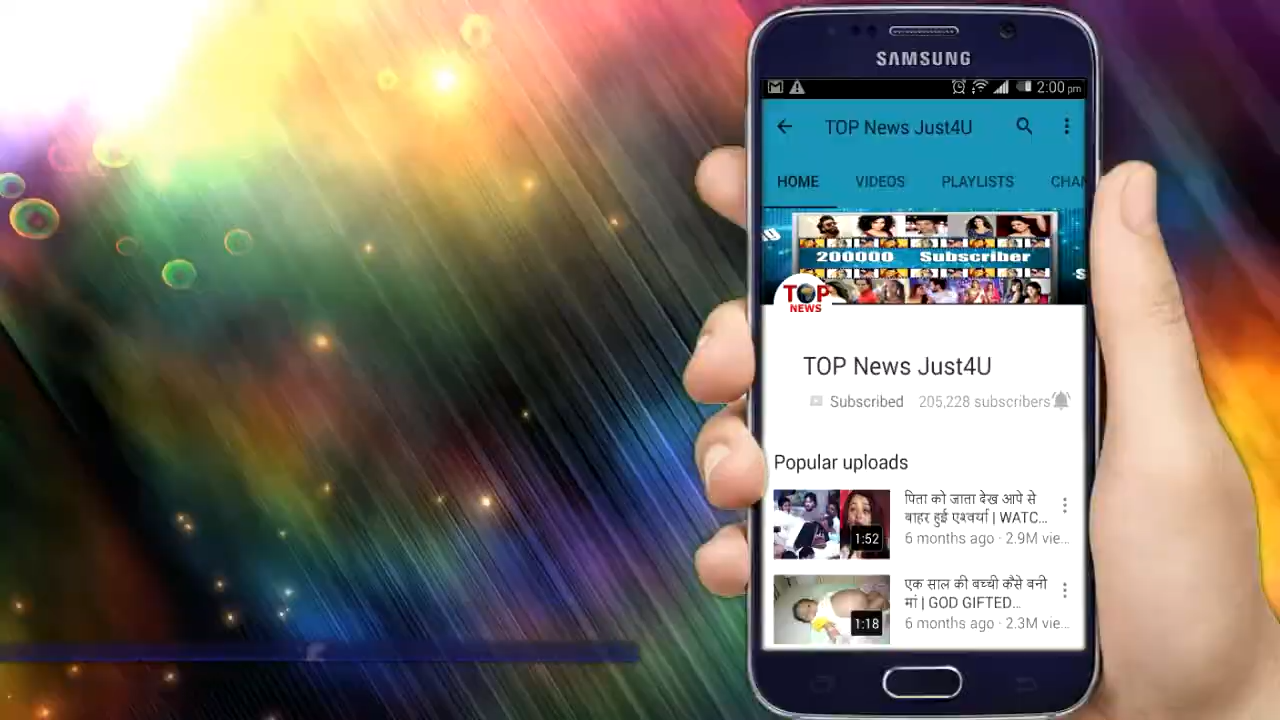 SAMSUNG
2:00 pm
TOP News Just4U
HOME VIDEOS PLAYLISTS CHAN
200000 Subscriber
TOP
NEWS
TOP News Just4U
Subscribed 205,228 subscribers
Popular uploads
पिता को जाता देख आपे से
बाहर हुई एश्वर्या | WATC...
6 months ago · 2.9M vie...
1:52
एक साल की बच्ची कैसे बनी
मां | GOD GIFTED...
6 months ago · 2.3M vie...
1:18